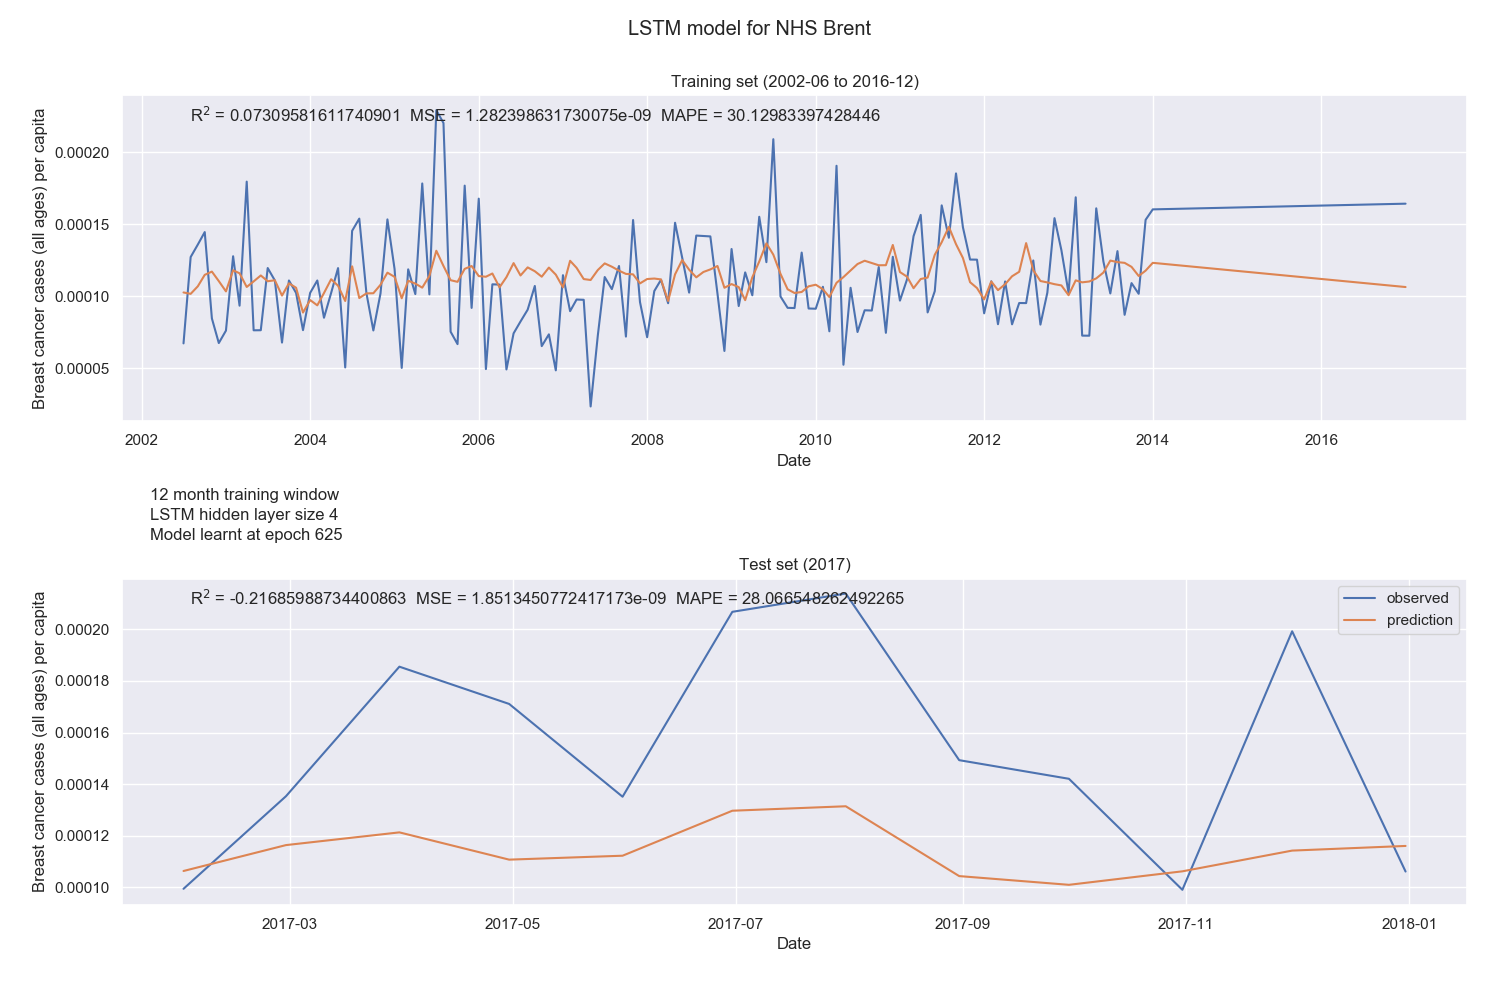 LSTM model for NHS Brent
Training set (2002-06 to 2016-12)
R² = 0.07309581611740901 MSE = 1.282398631730075e-09 MAPE = 30.12983397428446
Breast cancer cases (all ages) per capita
0.00020
0.00015
0.00010
0.00005
2002 2004 2006 2008 2010 2012 2014 2016
Date
12 month training window
LSTM hidden layer size 4
Model learnt at epoch 625
Test set (2017)
R² = -0.21685988734400863 MSE = 1.8513450772417173e-09 MAPE = 28.066548262492265
observed
prediction
Breast cancer cases (all ages) per capita
0.00020
0.00018
0.00016
0.00014
0.00012
0.00010
2017-03 2017-05 2017-07 2017-09 2017-11 2018-01
Date